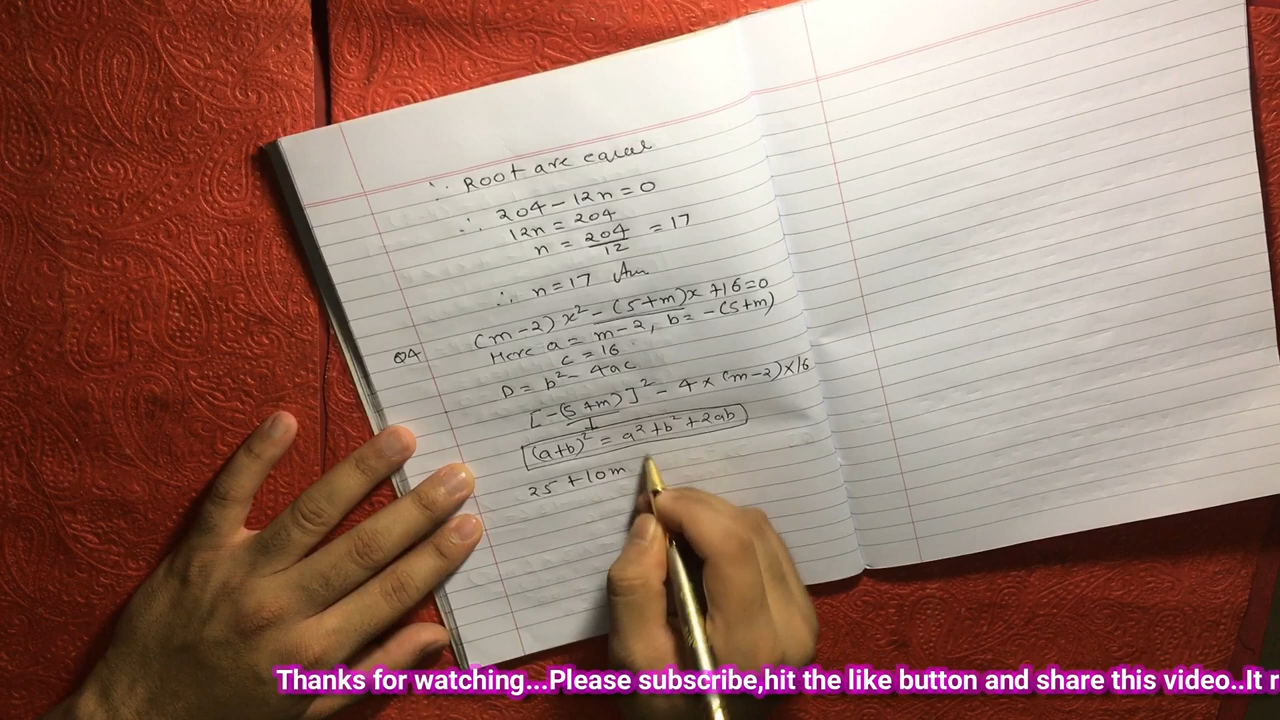 ∴ Root are eaual
∴ 204 - 12n = 0
12n = 204
n = 204/12 = 17
∴ n = 17 Ans
Q4 (m-2)x² - (5+m)x + 16 = 0
Here a = m-2, b = -(5+m)
c = 16
D = b² - 4ac
[-(5+m)]² - 4 × (m-2) × 16
(a+b)² = a² + b² + 2ab
25 + 10m
Thanks for watching...Please subscribe,hit the like button and share this video..It